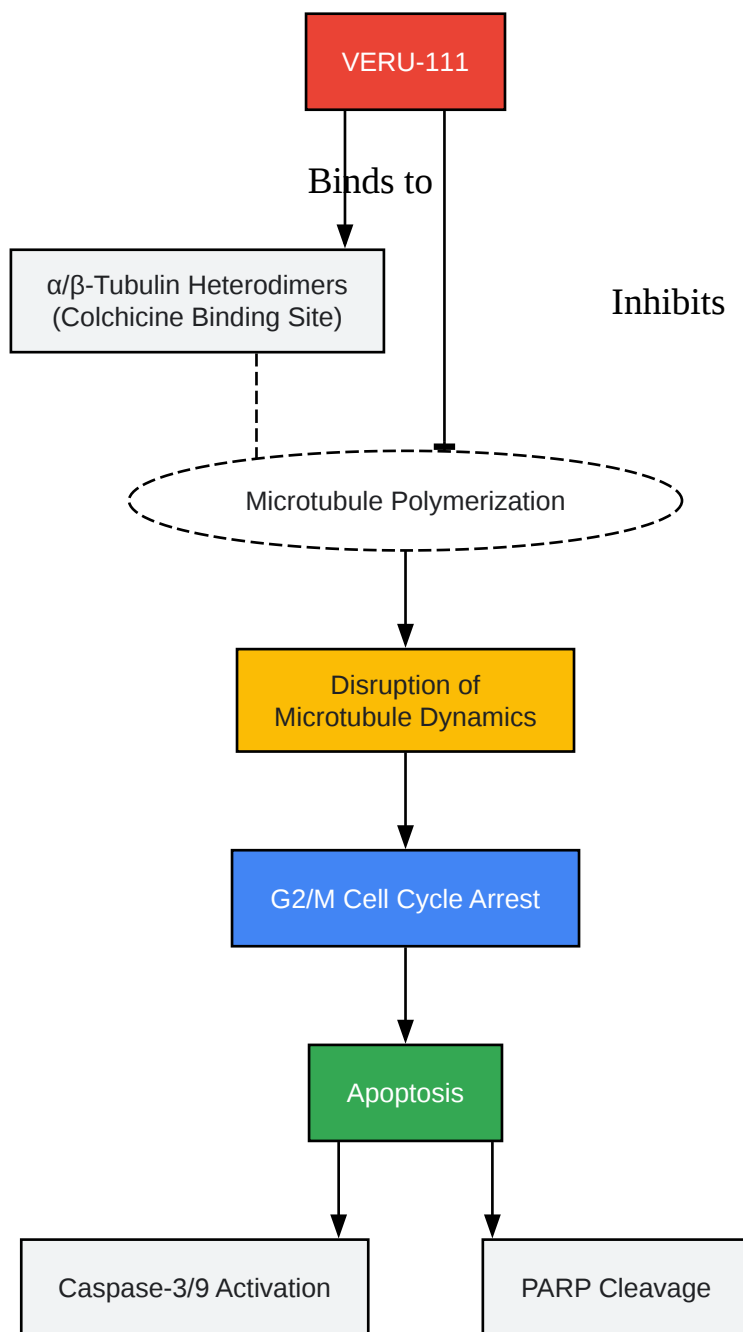 VERU-111
Binds to
α/β-Tubulin Heterodimers
(Colchicine Binding Site)
Inhibits
Microtubule Polymerization
Disruption of
Microtubule Dynamics
G2/M Cell Cycle Arrest
Apoptosis
Caspase-3/9 Activation
PARP Cleavage